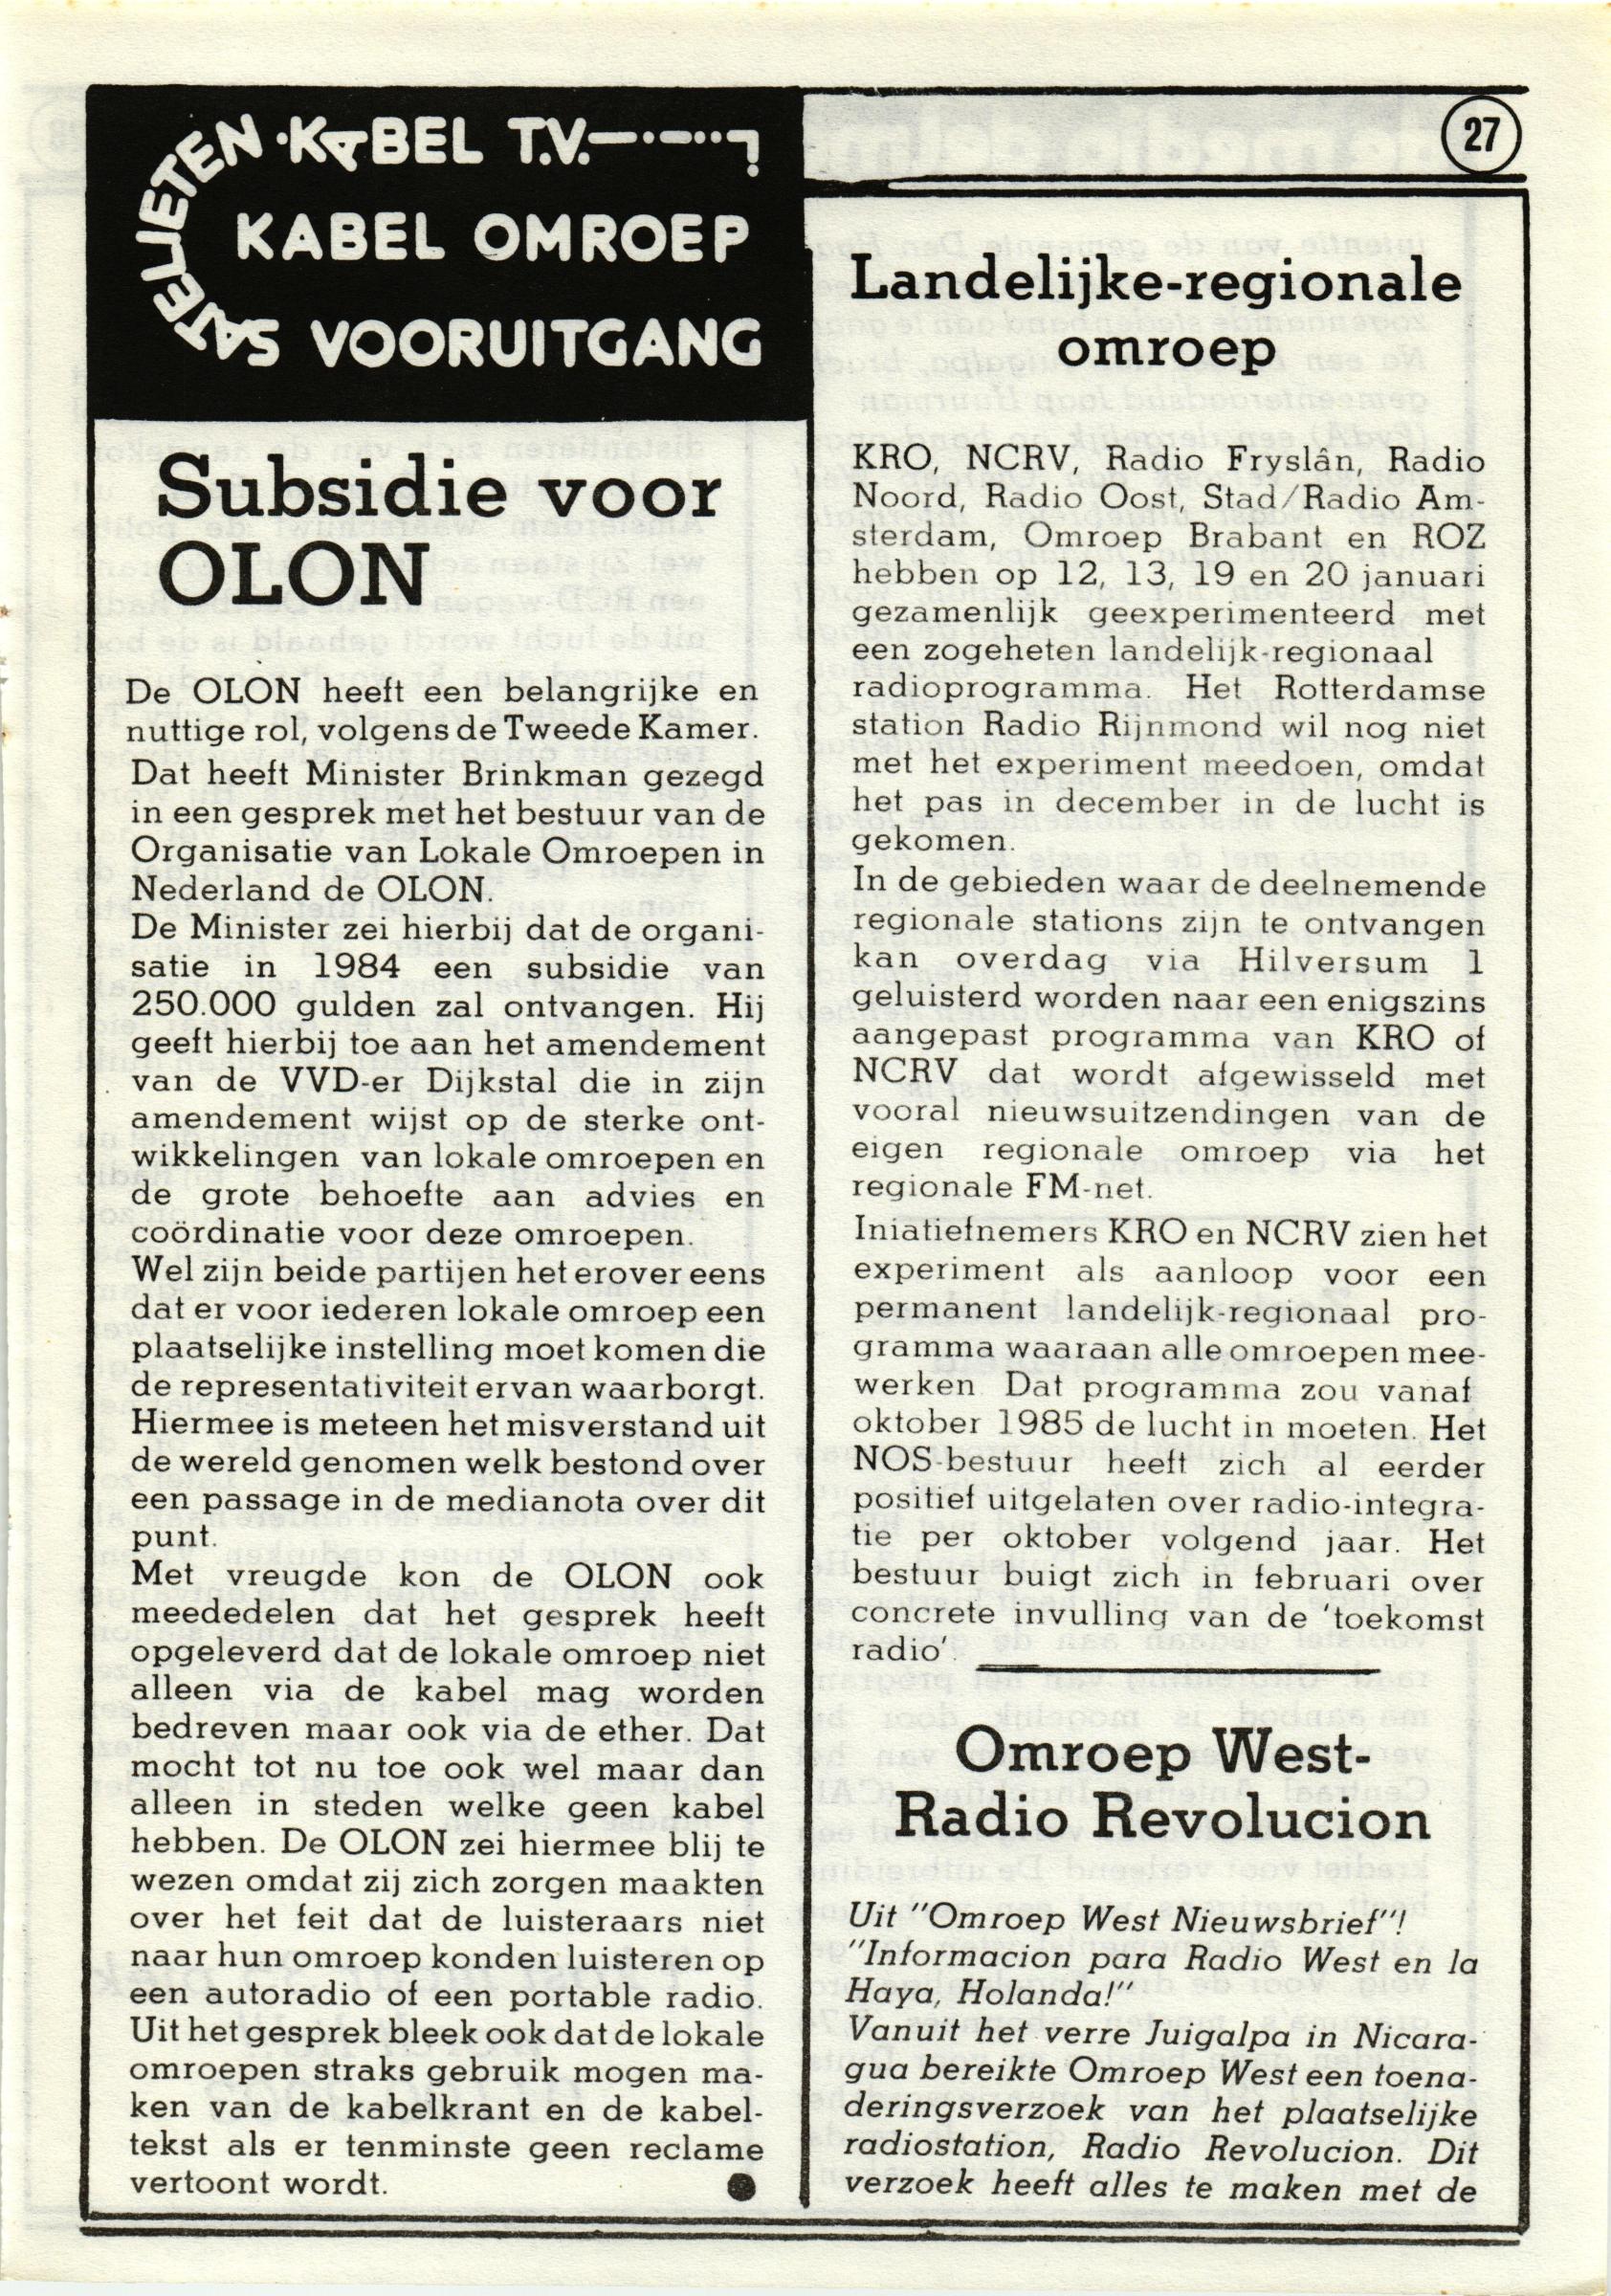 SATELIETEN · KABEL T.V.
KABEL OMROEP
VOORUITGANG
27
Subsidie voor
OLON
De OLON heeft een belangrijke en
nuttige rol, volgens de Tweede Kamer.
Dat heeft Minister Brinkman gezegd
in een gesprek met het bestuur van de
Organisatie van Lokale Omroepen in
Nederland de OLON.
De Minister zei hierbij dat de organi-
satie in 1984 een subsidie van
250.000 gulden zal ontvangen. Hij
geeft hierbij toe aan het amendement
van de VVD-er Dijkstal die in zijn
amendement wijst op de sterke ont-
wikkelingen van lokale omroepen en
de grote behoefte aan advies en
coördinatie voor deze omroepen.
Wel zijn beide partijen het erover eens
dat er voor iederen lokale omroep een
plaatselijke instelling moet komen die
de representativiteit ervan waarborgt.
Hiermee is meteen het misverstand uit
de wereld genomen welk bestond over
een passage in de medianota over dit
punt.
Met vreugde kon de OLON ook
meededelen dat het gesprek heeft
opgeleverd dat de lokale omroep niet
alleen via de kabel mag worden
bedreven maar ook via de ether. Dat
mocht tot nu toe ook wel maar dan
alleen in steden welke geen kabel
hebben. De OLON zei hiermee blij te
wezen omdat zij zich zorgen maakten
over het feit dat de luisteraars niet
naar hun omroep konden luisteren op
een autoradio of een portable radio.
Uit het gesprek bleek ook dat de lokale
omroepen straks gebruik mogen ma-
ken van de kabelkrant en de kabel-
tekst als er tenminste geen reclame
vertoont wordt.
Landelijke-regionale
omroep
KRO, NCRV, Radio Fryslân, Radio
Noord, Radio Oost, Stad/Radio Am-
sterdam, Omroep Brabant en ROZ
hebben op 12, 13, 19 en 20 januari
gezamenlijk geexperimenteerd met
een zogeheten landelijk-regionaal
radioprogramma. Het Rotterdamse
station Radio Rijnmond wil nog niet
met het experiment meedoen, omdat
het pas in december in de lucht is
gekomen.
In de gebieden waar de deelnemende
regionale stations zijn te ontvangen
kan overdag via Hilversum 1
geluisterd worden naar een enigszins
aangepast programma van KRO of
NCRV dat wordt afgewisseld met
vooral nieuwsuitzendingen van de
eigen regionale omroep via het
regionale FM-net.
Iniatiefnemers KRO en NCRV zien het
experiment als aanloop voor een
permanent landelijk-regionaal pro-
gramma waaraan alle omroepen mee-
werken. Dat programma zou vanaf
oktober 1985 de lucht in moeten. Het
NOS-bestuur heeft zich al eerder
positief uitgelaten over radio-integra-
tie per oktober volgend jaar. Het
bestuur buigt zich in februari over
concrete invulling van de 'toekomst
radio'.
Omroep West-
Radio Revolucion
Uit "Omroep West Nieuwsbrief"!
"Informacion para Radio West en la
Haya, Holanda!"
Vanuit het verre Juigalpa in Nicara-
gua bereikte Omroep West een toena-
deringsverzoek van het plaatselijke
radiostation, Radio Revolucion. Dit
verzoek heeft alles te maken met de